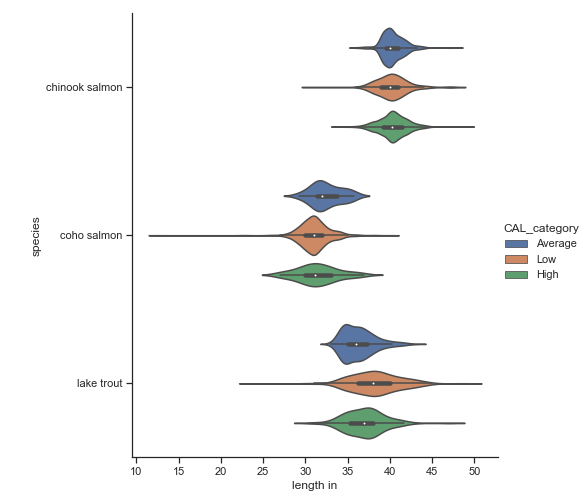 chinook salmon
coho salmon
lake trout
species
10 15 20 25 30 35 40 45 50
length in
CAL_category
Average
Low
High